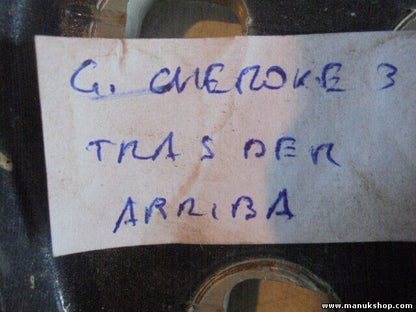 G. CHEROKE 3
TRAS DER
ARRIBA
www.manukshop.com